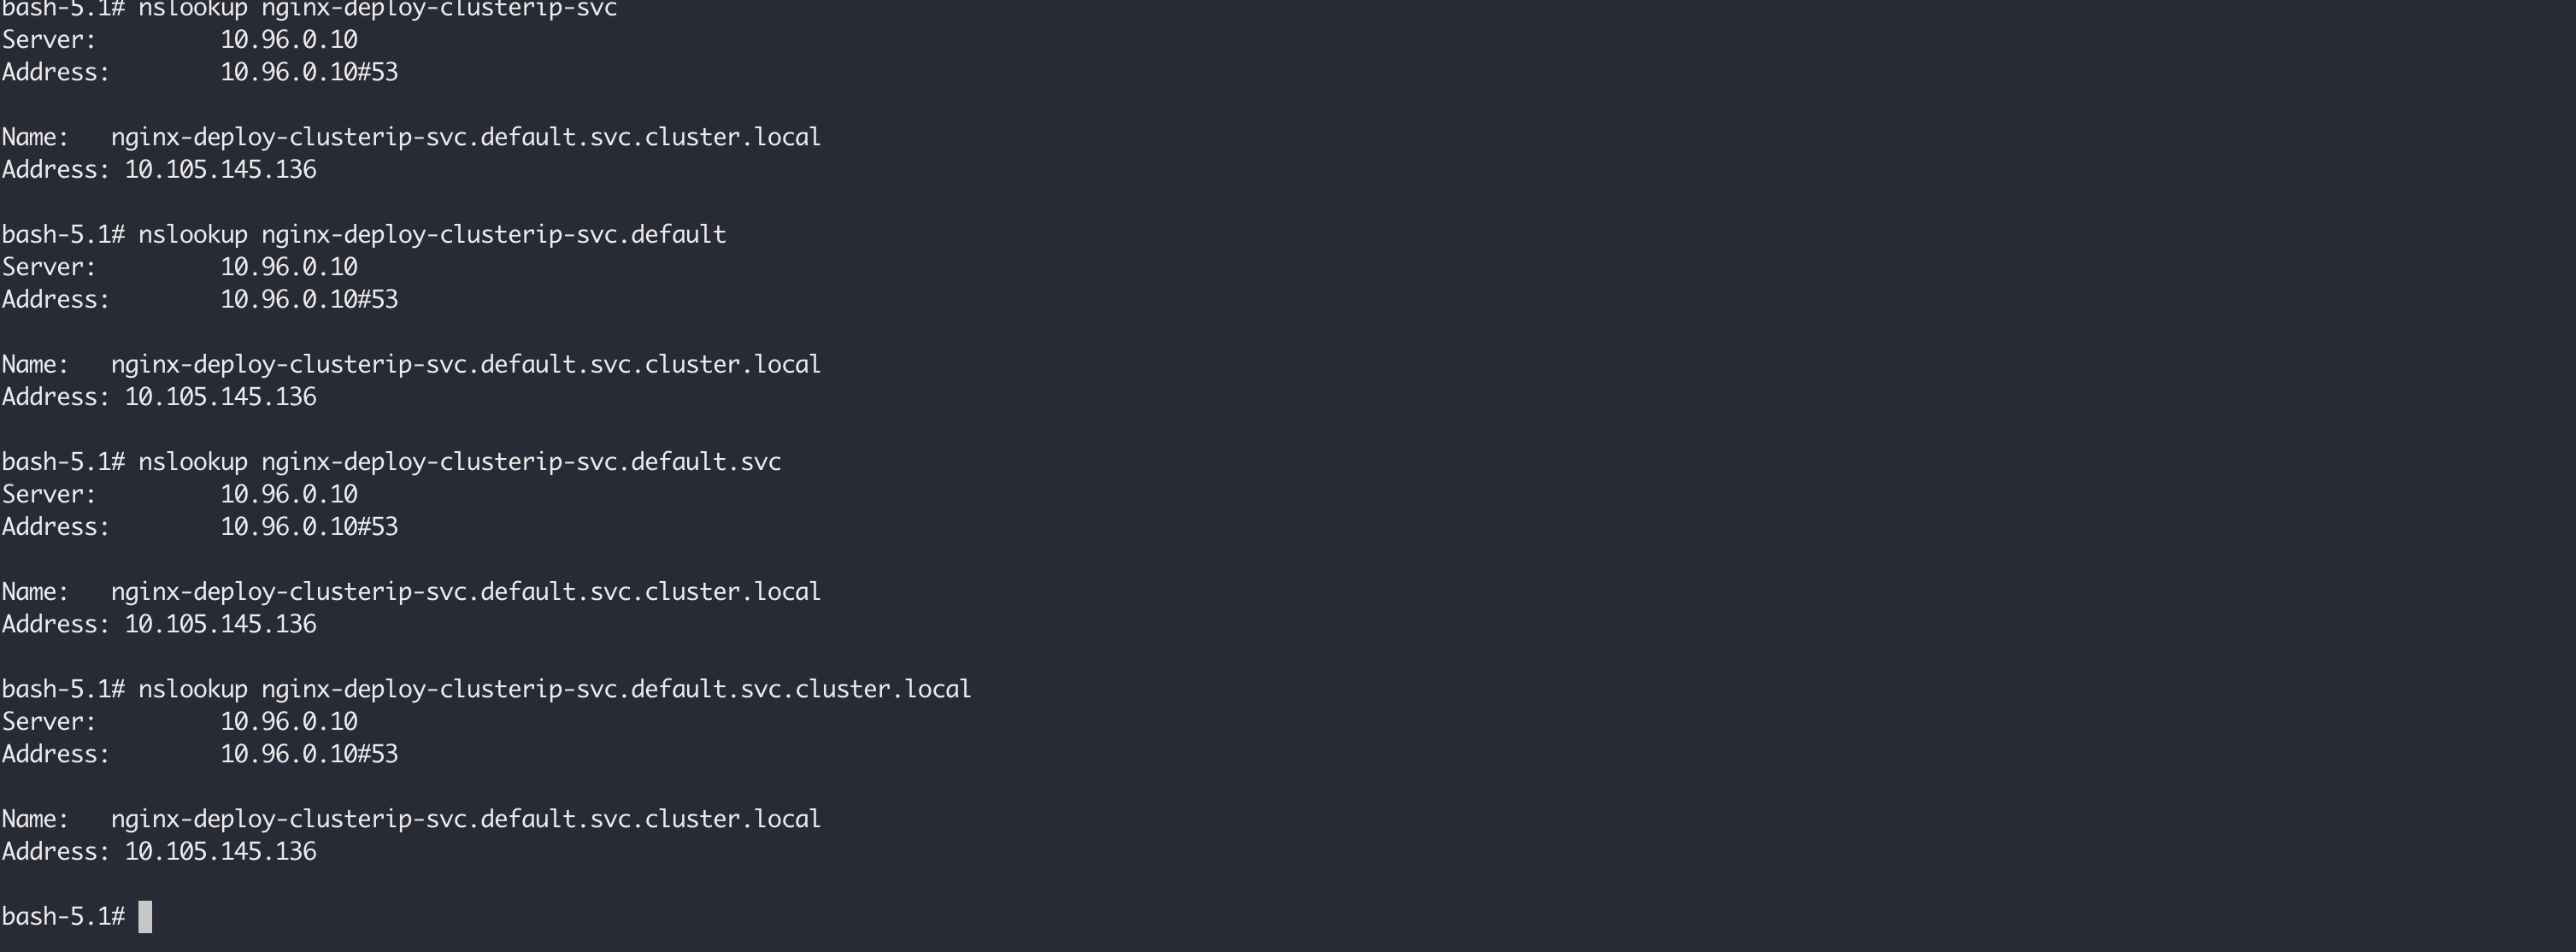 bash-5.1# nslookup nginx-deploy-clusterip-svc
Server:         10.96.0.10
Address:        10.96.0.10#53
Name:   nginx-deploy-clusterip-svc.default.svc.cluster.local
Address: 10.105.145.136
bash-5.1# nslookup nginx-deploy-clusterip-svc.default
Server:         10.96.0.10
Address:        10.96.0.10#53
Name:   nginx-deploy-clusterip-svc.default.svc.cluster.local
Address: 10.105.145.136
bash-5.1# nslookup nginx-deploy-clusterip-svc.default.svc
Server:         10.96.0.10
Address:        10.96.0.10#53
Name:   nginx-deploy-clusterip-svc.default.svc.cluster.local
Address: 10.105.145.136
bash-5.1# nslookup nginx-deploy-clusterip-svc.default.svc.cluster.local
Server:         10.96.0.10
Address:        10.96.0.10#53
Name:   nginx-deploy-clusterip-svc.default.svc.cluster.local
Address: 10.105.145.136
bash-5.1#